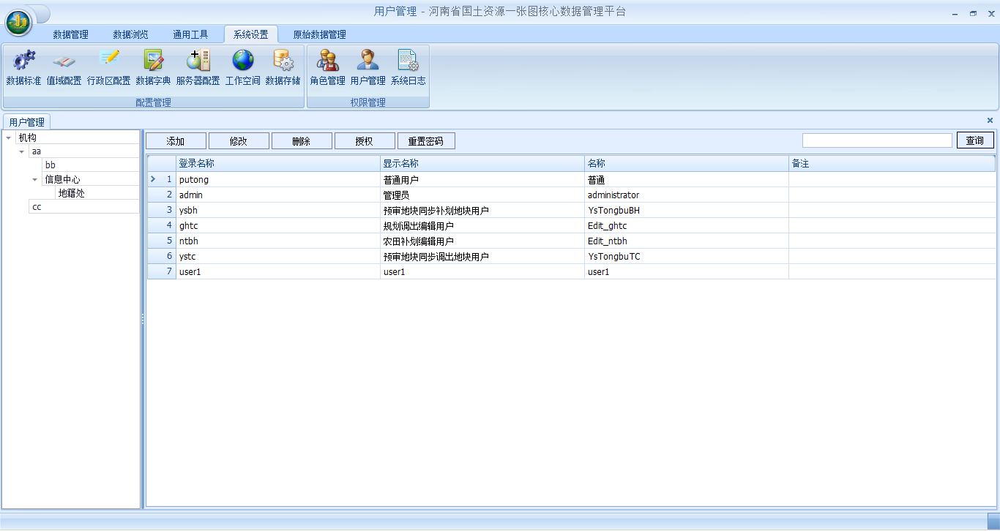 用户管理 - 河南省国土资源一张图核心数据管理平台
数据管理 数据浏览 通用工具 系统设置 原始数据管理
数据标准 值域配置 行政区配置 数据字典 服务器配置 工作空间 数据存储 角色管理 用户管理 系统日志
配置管理 权限管理
用户管理
机构
aa
bb
信息中心
地籍处
cc
添加 修改 删除 授权 重置密码 查询
登录名称 显示名称 名称 备注
1 putong 普通用户 普通
2 admin 管理员 administrator
3 ysbh 预审地块同步补划地块用户 YsTongbuBH
4 ghtc 规划调出编辑用户 Edit_ghtc
5 ntbh 农田补划编辑用户 Edit_ntbh
6 ystc 预审地块同步调出地块用户 YsTongbuTC
7 user1 user1 user1